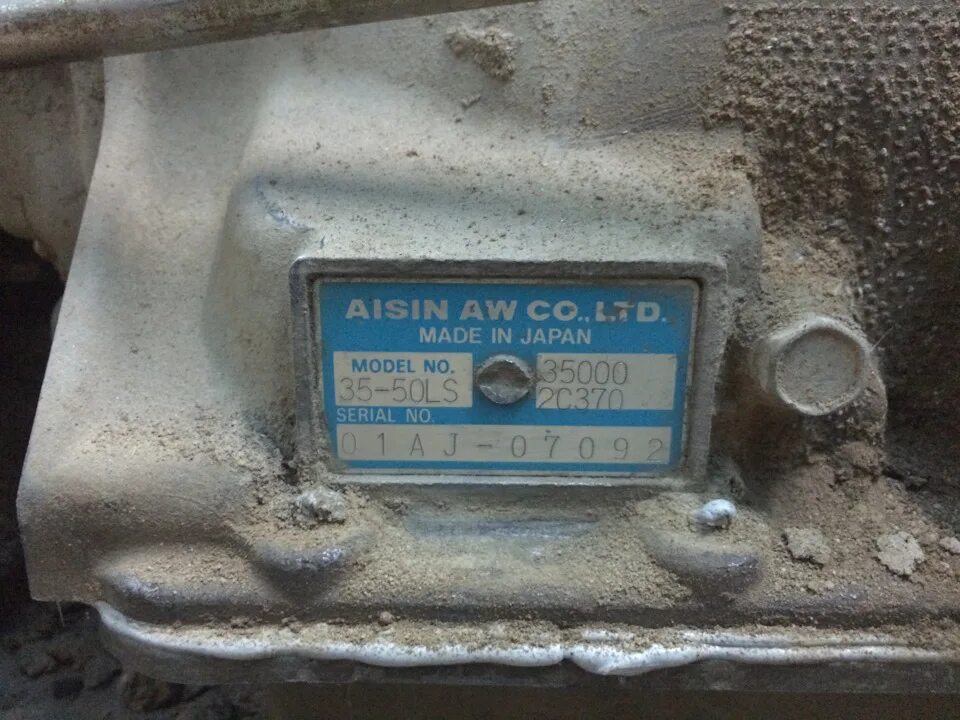 AISIN AW CO.,LTD.
MADE IN JAPAN
MODEL NO. 35000
35-50LS 2C370
SERIAL NO.
01AJ-07092